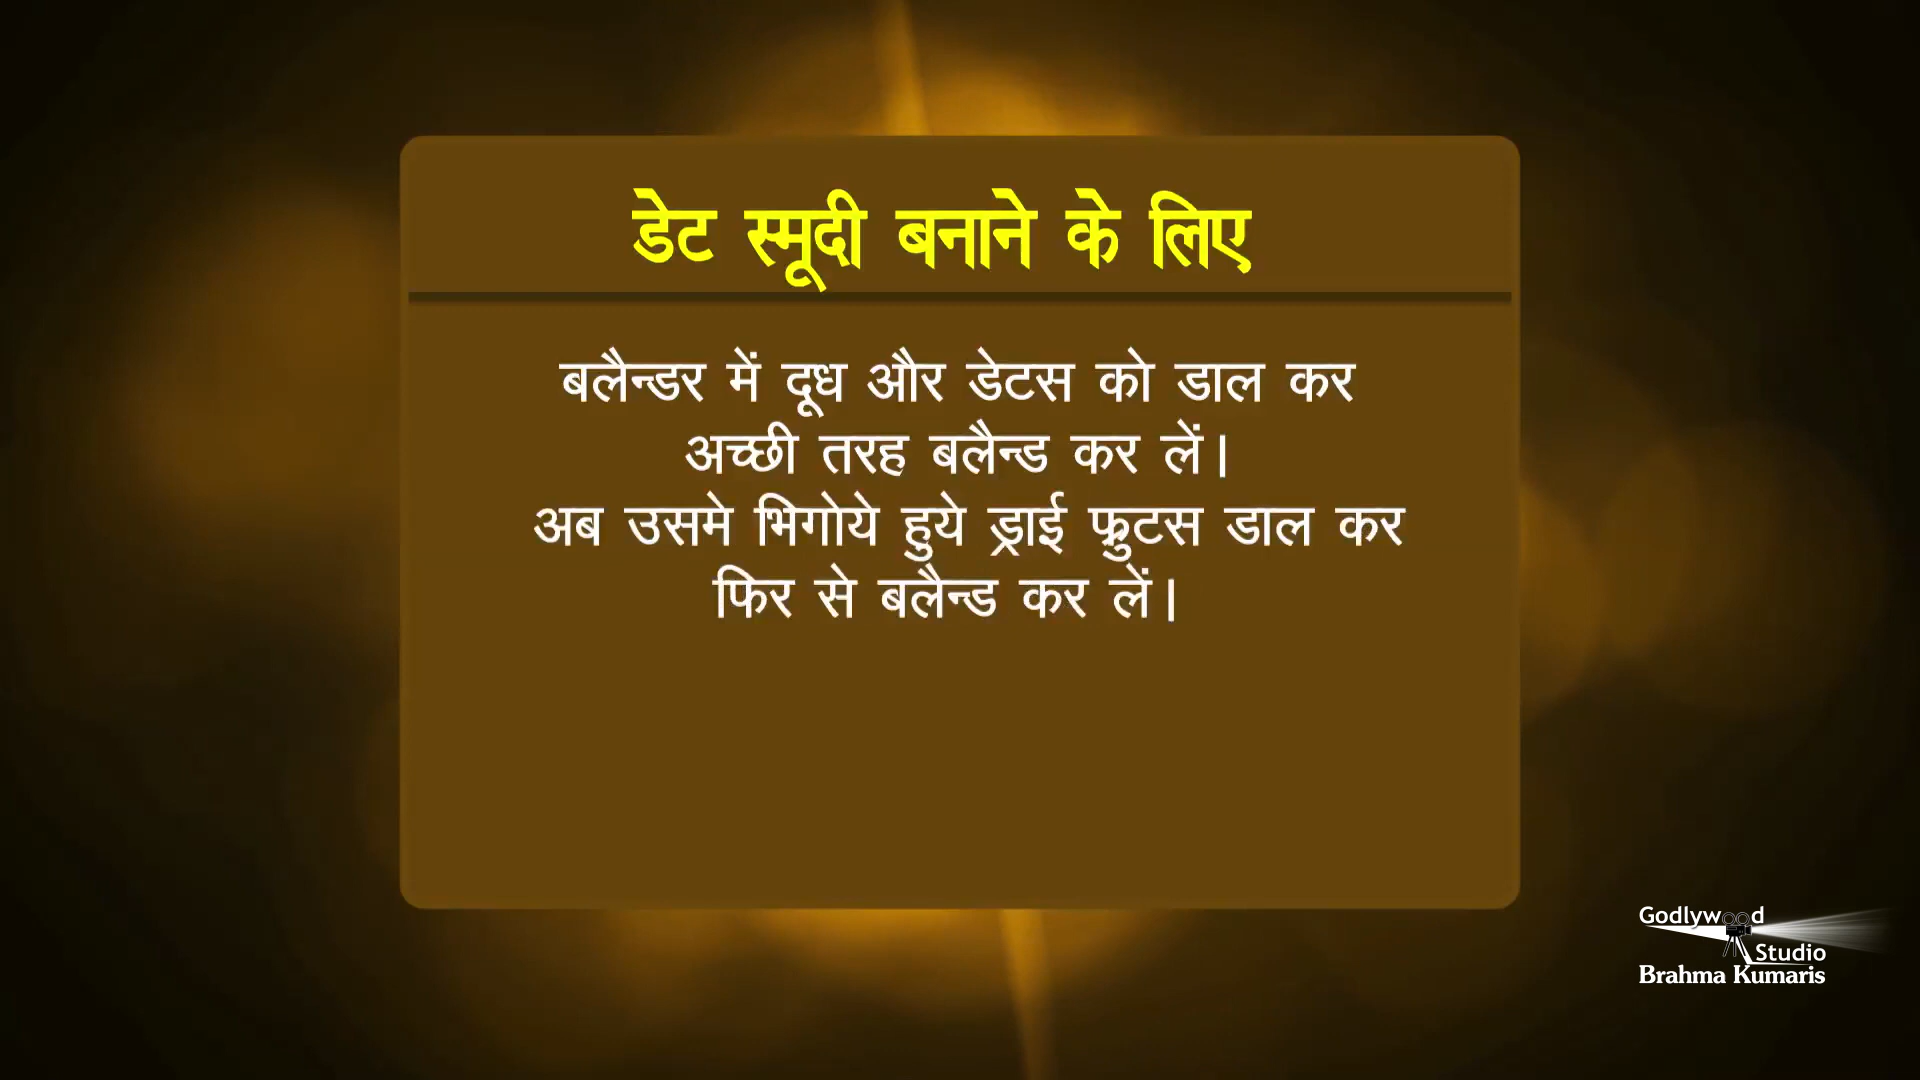 डेट स्मूदी बनाने के लिए
बलैन्डर में दूध और डेटस को डाल कर
अच्छी तरह बलैन्ड कर लें।
अब उसमे भिगोये हुये ड्राई फ्रुटस डाल कर
फिर से बलैन्ड कर लें।
Godlywood
Studio
Brahma Kumaris